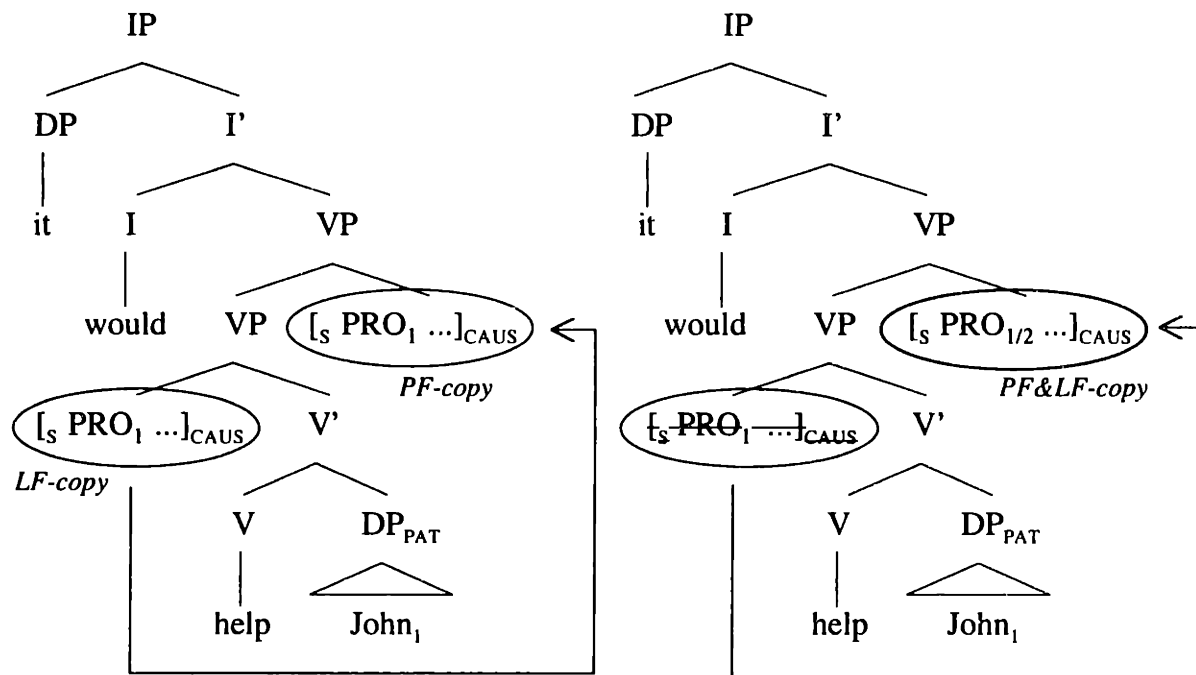 IP IP
DP I' DP I'
it I VP it I VP
would VP [S PRO1 ...]CAUS would VP [S PRO1/2 ...]CAUS
PF-copy PF&LF-copy
[S PRO1 ...]CAUS V' [S PRO1 ...]CAUS V'
LF-copy
V DPPAT V DPPAT
help John1 help John1